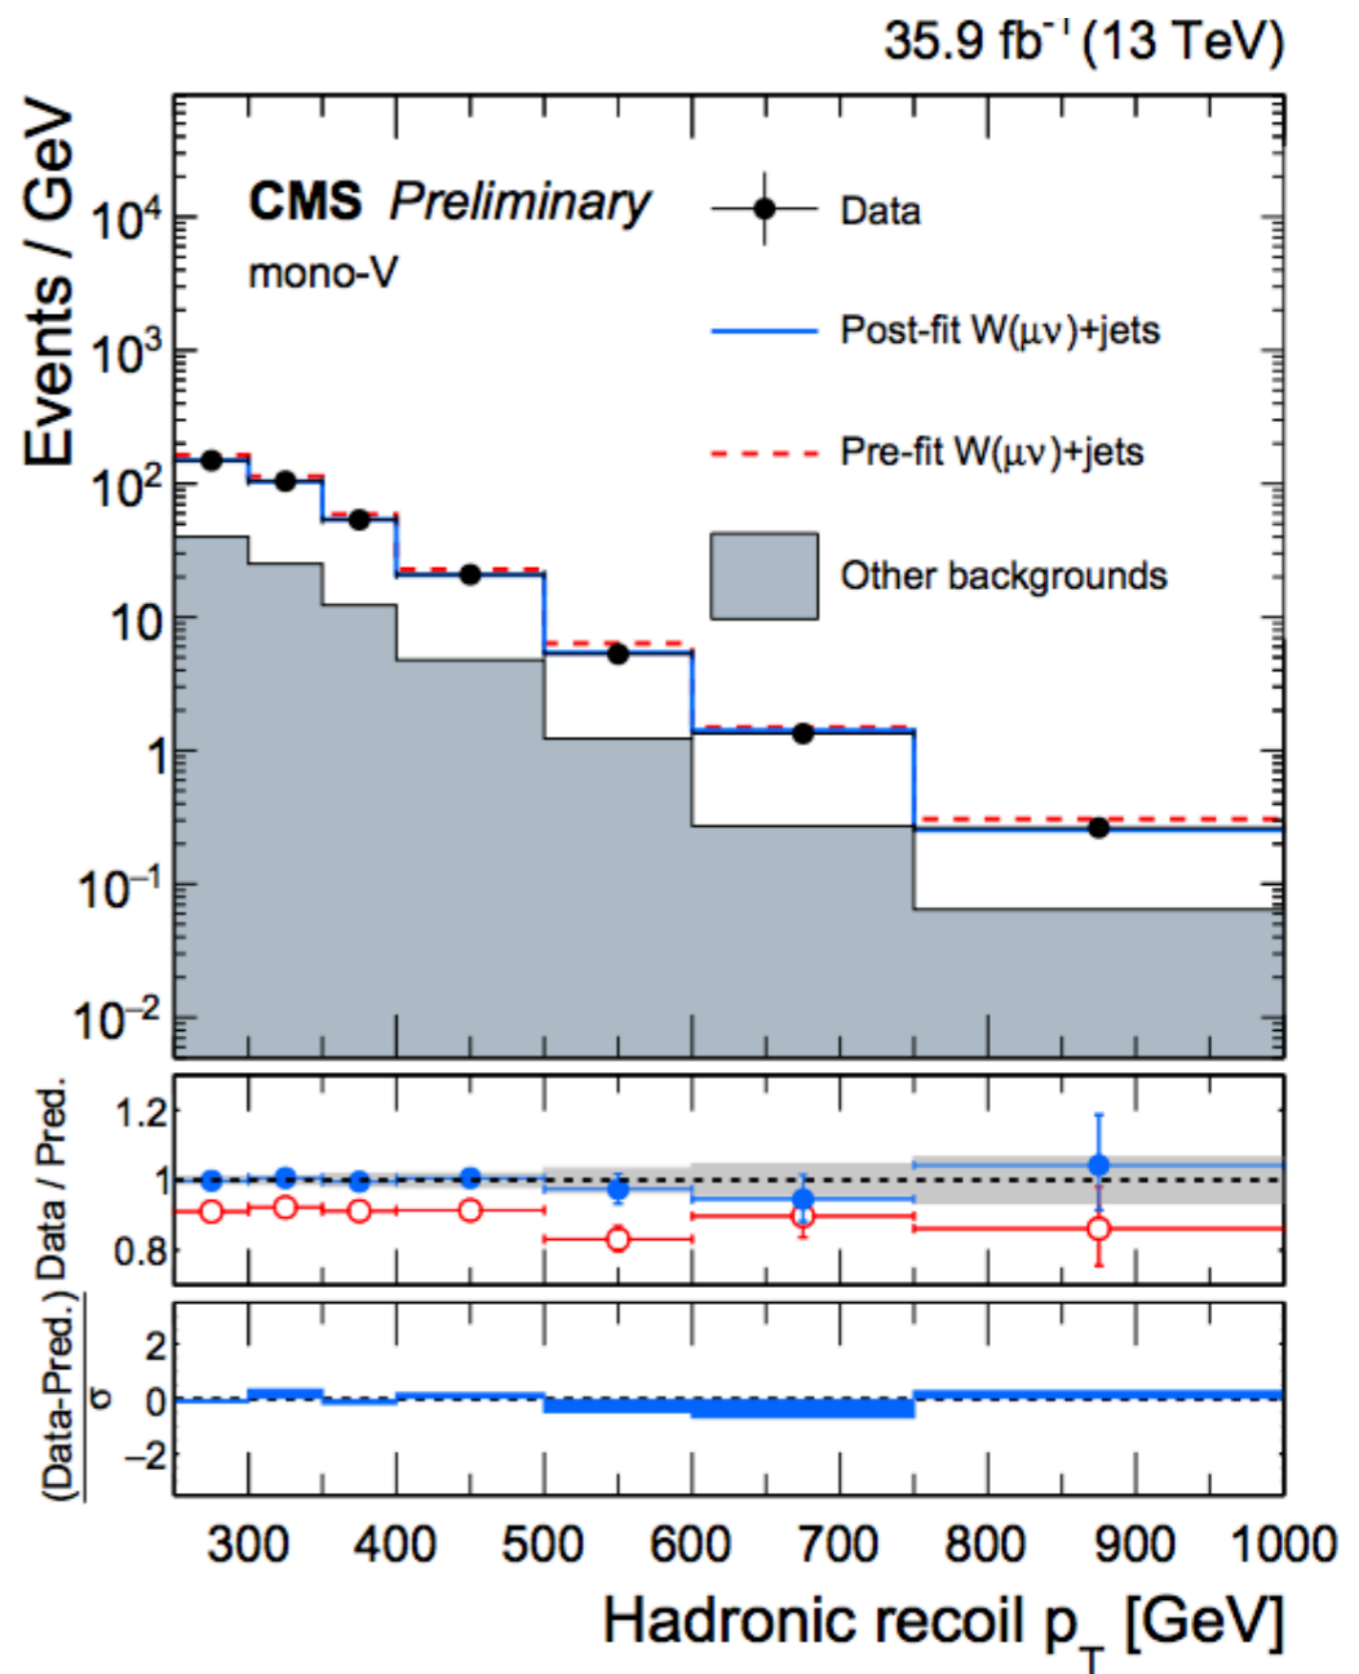 35.9 fb⁻¹ (13 TeV)
Events / GeV
CMS Preliminary
mono-V
Data
Post-fit W(μν)+jets
Pre-fit W(μν)+jets
Other backgrounds
10⁴
10³
10²
10
1
10⁻¹
10⁻²
Data / Pred.
1.2
1
0.8
(Data-Pred.)
σ
2
0
−2
300 400 500 600 700 800 900 1000
Hadronic recoil p_T [GeV]